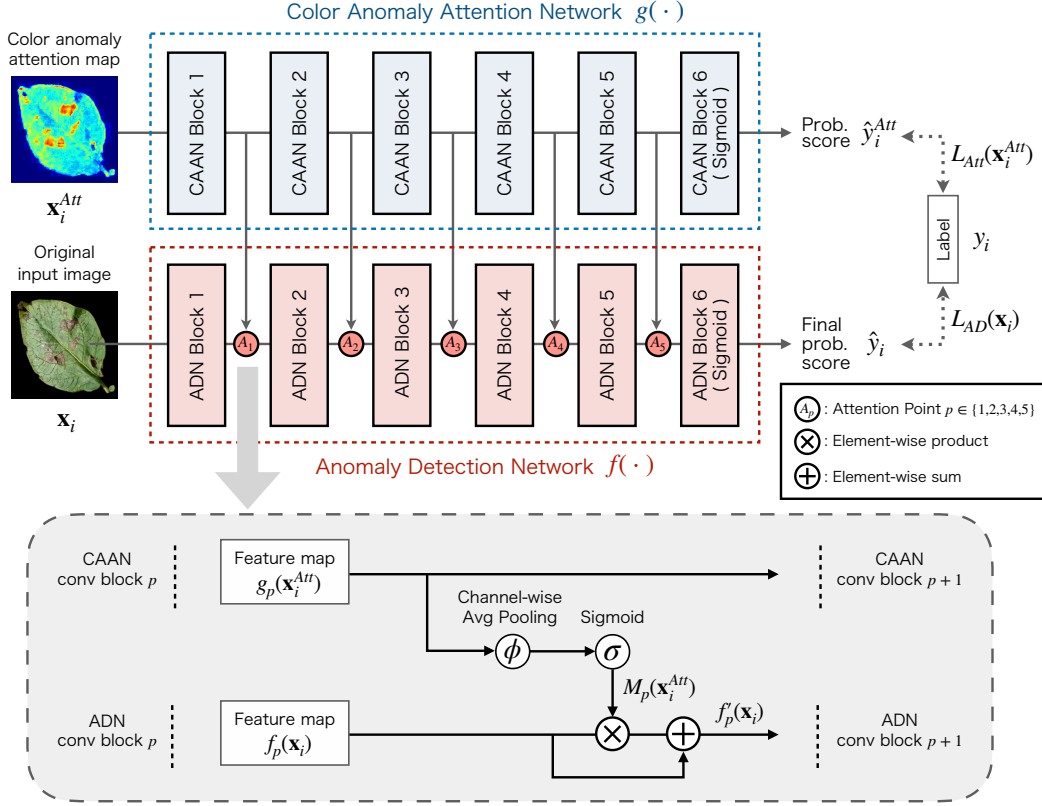 Color Anomaly Attention Network g(·)
Color anomaly
attention map
CAAN Block 1
CAAN Block 2
CAAN Block 3
CAAN Block 4
CAAN Block 5
CAAN Block 6
( Sigmoid )
Prob.
score
ŷ_i^{Att}
L_{Att}(x_i^{Att})
x_i^{Att}
Label
y_i
Original
input image
ADN Block 1
ADN Block 2
ADN Block 3
ADN Block 4
ADN Block 5
ADN Block 6
( Sigmoid )
A_1
A_2
A_3
A_4
A_5
Final
prob.
score
ŷ_i
L_{AD}(x_i)
x_i
Anomaly Detection Network f(·)
A_p : Attention Point p ∈ {1,2,3,4,5}
× : Element-wise product
+ : Element-wise sum
CAAN
conv block p
Feature map
g_p(x_i^{Att})
CAAN
conv block p + 1
Channel-wise
Avg Pooling
Sigmoid
ϕ
σ
M_p(x_i^{Att})
ADN
conv block p
Feature map
f_p(x_i)
×
+
f′_p(x_i)
ADN
conv block p + 1